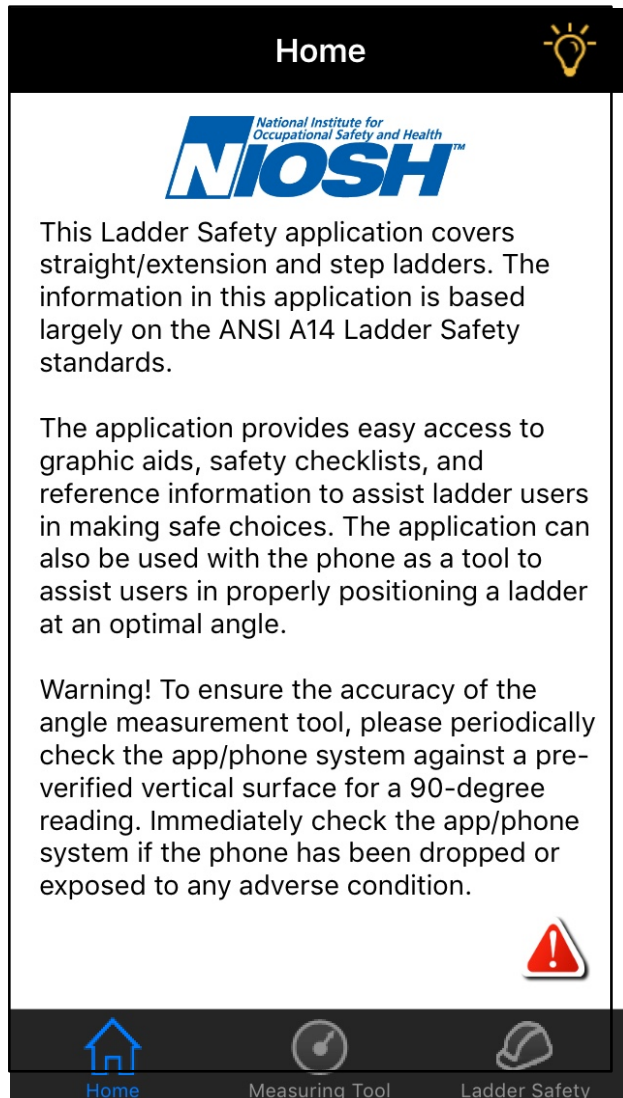 Home
National Institute for
Occupational Safety and Health
NIOSH™
This Ladder Safety application covers
straight/extension and step ladders. The
information in this application is based
largely on the ANSI A14 Ladder Safety
standards.
The application provides easy access to
graphic aids, safety checklists, and
reference information to assist ladder users
in making safe choices. The application can
also be used with the phone as a tool to
assist users in properly positioning a ladder
at an optimal angle.
Warning! To ensure the accuracy of the
angle measurement tool, please periodically
check the app/phone system against a pre-
verified vertical surface for a 90-degree
reading. Immediately check the app/phone
system if the phone has been dropped or
exposed to any adverse condition.
Home Measuring Tool Ladder Safety